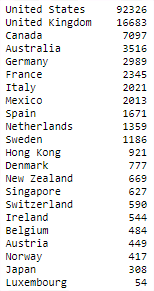 United States 92326
United Kingdom 16683
Canada 7097
Australia 3516
Germany 2989
France 2345
Italy 2021
Mexico 2013
Spain 1671
Netherlands 1359
Sweden 1186
Hong Kong 921
Denmark 777
New Zealand 669
Singapore 627
Switzerland 590
Ireland 544
Belgium 484
Austria 449
Norway 417
Japan 308
Luxembourg 54